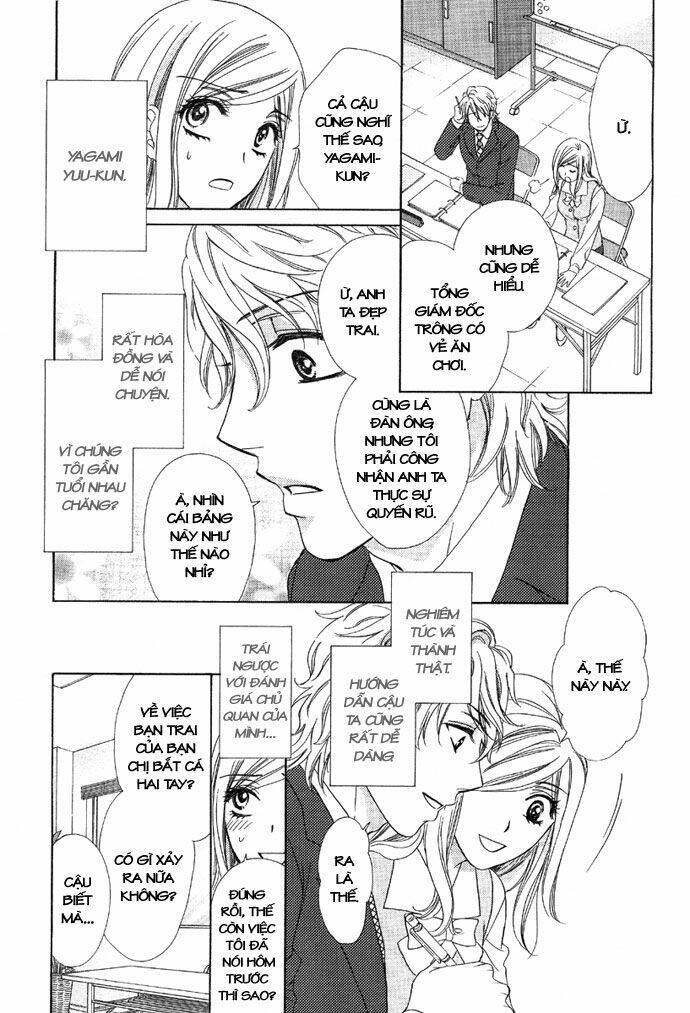 Ừ.
NHƯNG
CŨNG DỄ
HIỂU.
TỔNG
GIÁM ĐỐC
TRÔNG CÓ
VẺ ĂN
CHƠI.
CẢ CẬU
CŨNG NGHĨ
THẾ SAO,
YAGAMI-
KUN?
YAGAMI
YUU-KUN.
Ừ, ANH
TA ĐẸP
TRAI.
CÙNG LÀ
ĐÀN ÔNG,
NHƯNG TÔI
PHẢI CÔNG
NHẬN ANH TA
THỰC SỰ
QUYẾN RŨ.
RẤT HÒA
ĐỒNG VÀ
DỄ NÓI
CHUYỆN.
VÌ CHÚNG
TÔI GẦN
TUỔI NHAU
CHĂNG?
À, NHÌN
CÁI BẢNG
NÀY NHƯ
THẾ NÀO
NHỈ?
À, THẾ
NÀY NÀY.
NGHIÊM
TÚC VÀ
THÀNH
THẬT.
HƯỚNG
DẪN CẬU
TA CŨNG
RẤT DỄ
DÀNG.
RA
LÀ
THẾ.
TRÁI
NGƯỢC
VỚI ĐÁNH
GIÁ CHỦ
QUAN CỦA
MÌNH...
ĐÚNG
RỒI, THẾ
CÒN VIỆC
TÔI ĐÃ
NÓI HÔM
TRƯỚC
THÌ SAO?
VỀ VIỆC
BẠN TRAI
CỦA BẠN
CHỊ BẮT CÁ
HAI TAY?
CÓ GÌ XẢY
RA NỮA
KHÔNG?
CẬU
BIẾT
MÀ...